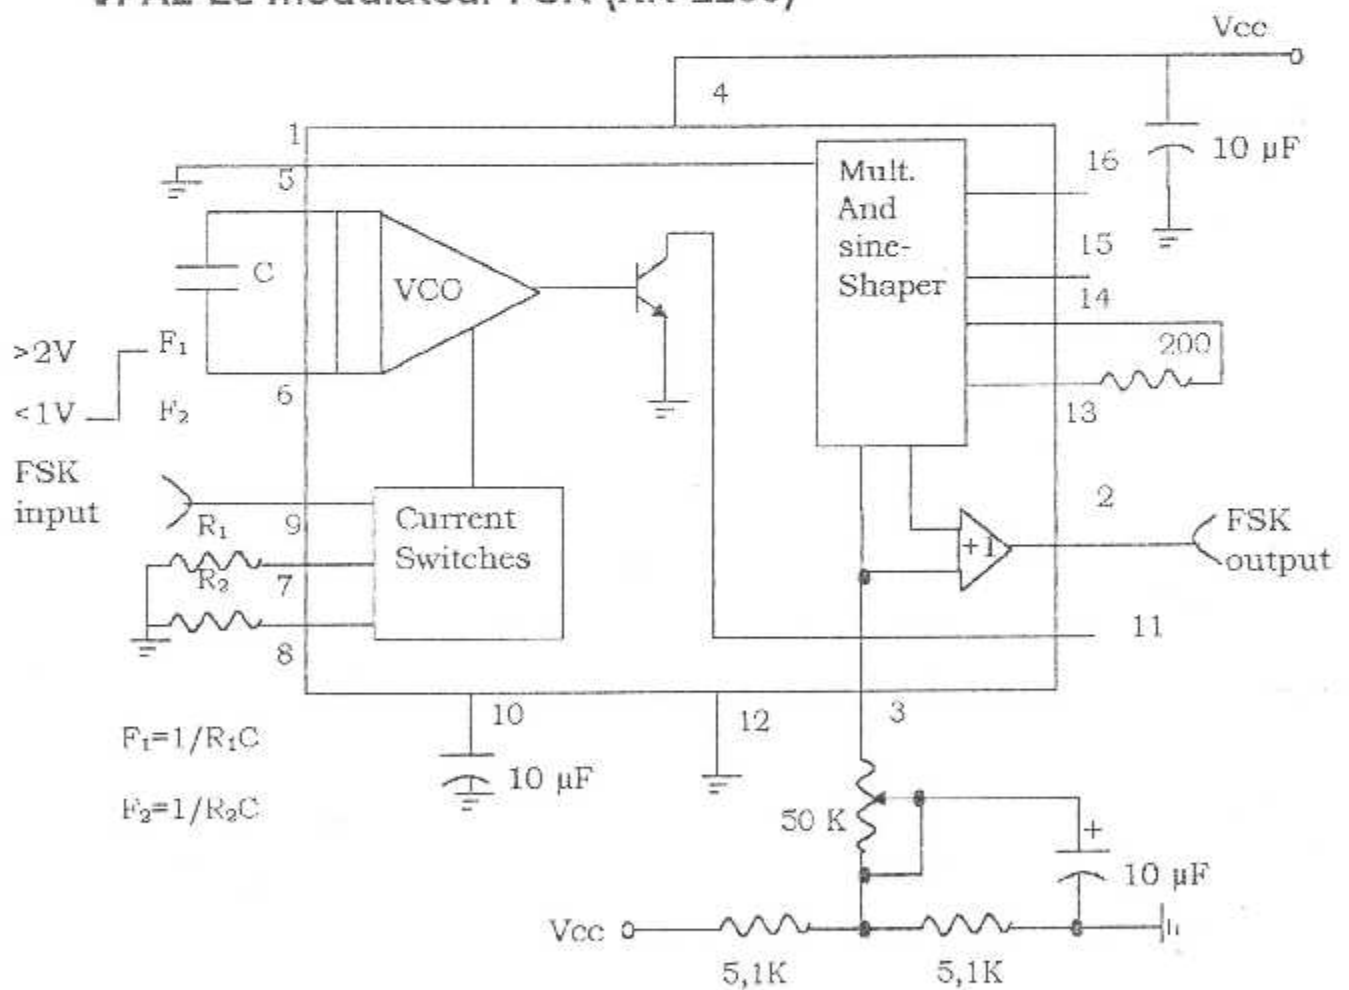 Vcc
4
1
10 µF
16
5
Mult.
And
sine-
Shaper
15
C
VCO
14
>2V
F₁
200
6
<1V
F₂
13
FSK
input
R₁
9
Current
Switches
2
FSK
output
+1
R₂
7
8
11
10
12
3
F₁=1/R₁C
10 µF
F₂=1/R₂C
50 K
+
10 µF
Vcc
5,1K
5,1K